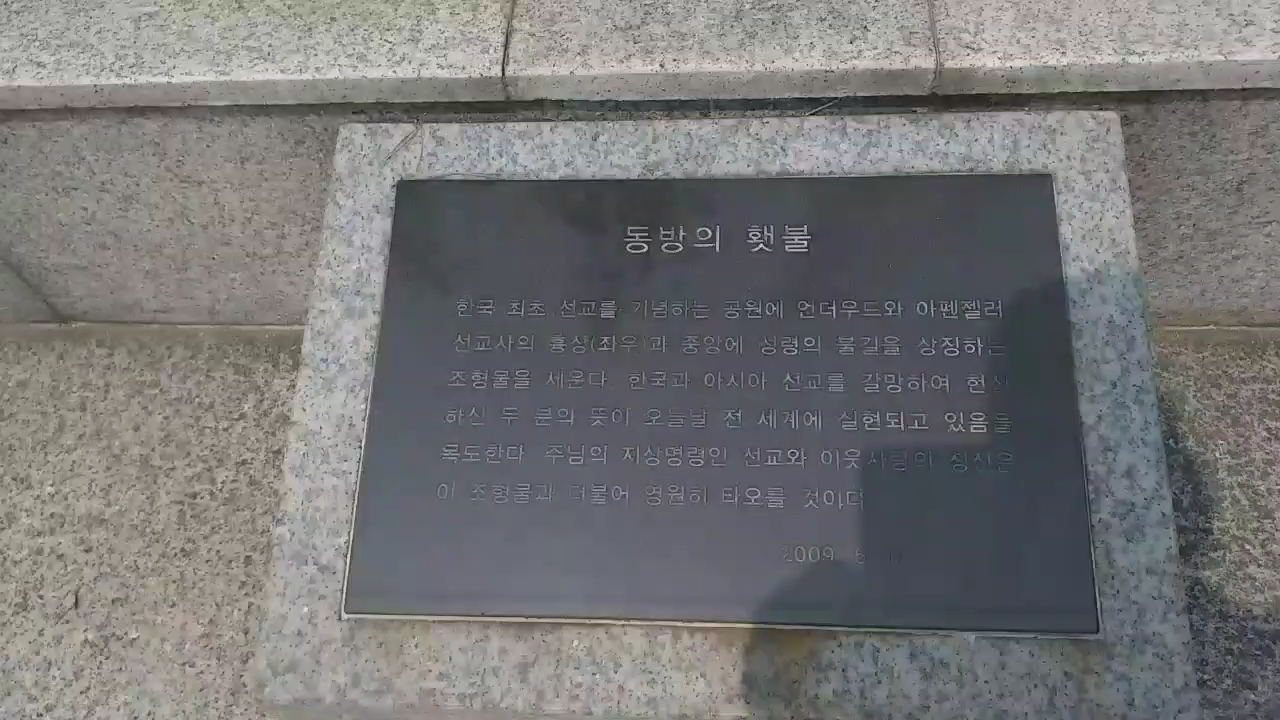 동방의 횃불
한국 최초 선교를 기념하는 공원에 언더우드와 아펜젤러
선교사의 흉상(좌우)과 중앙에 성령의 불길을 상징하는
조형물을 세운다 한국과 아시아 선교를 갈망하여 헌신
하신 두 분의 뜻이 오늘날 전 세계에 실현되고 있음을
목도한다 주님의 지상명령인 선교와 이웃사랑의 정신은
이 조형물과 더불어 영원히 타오를 것이다
2009